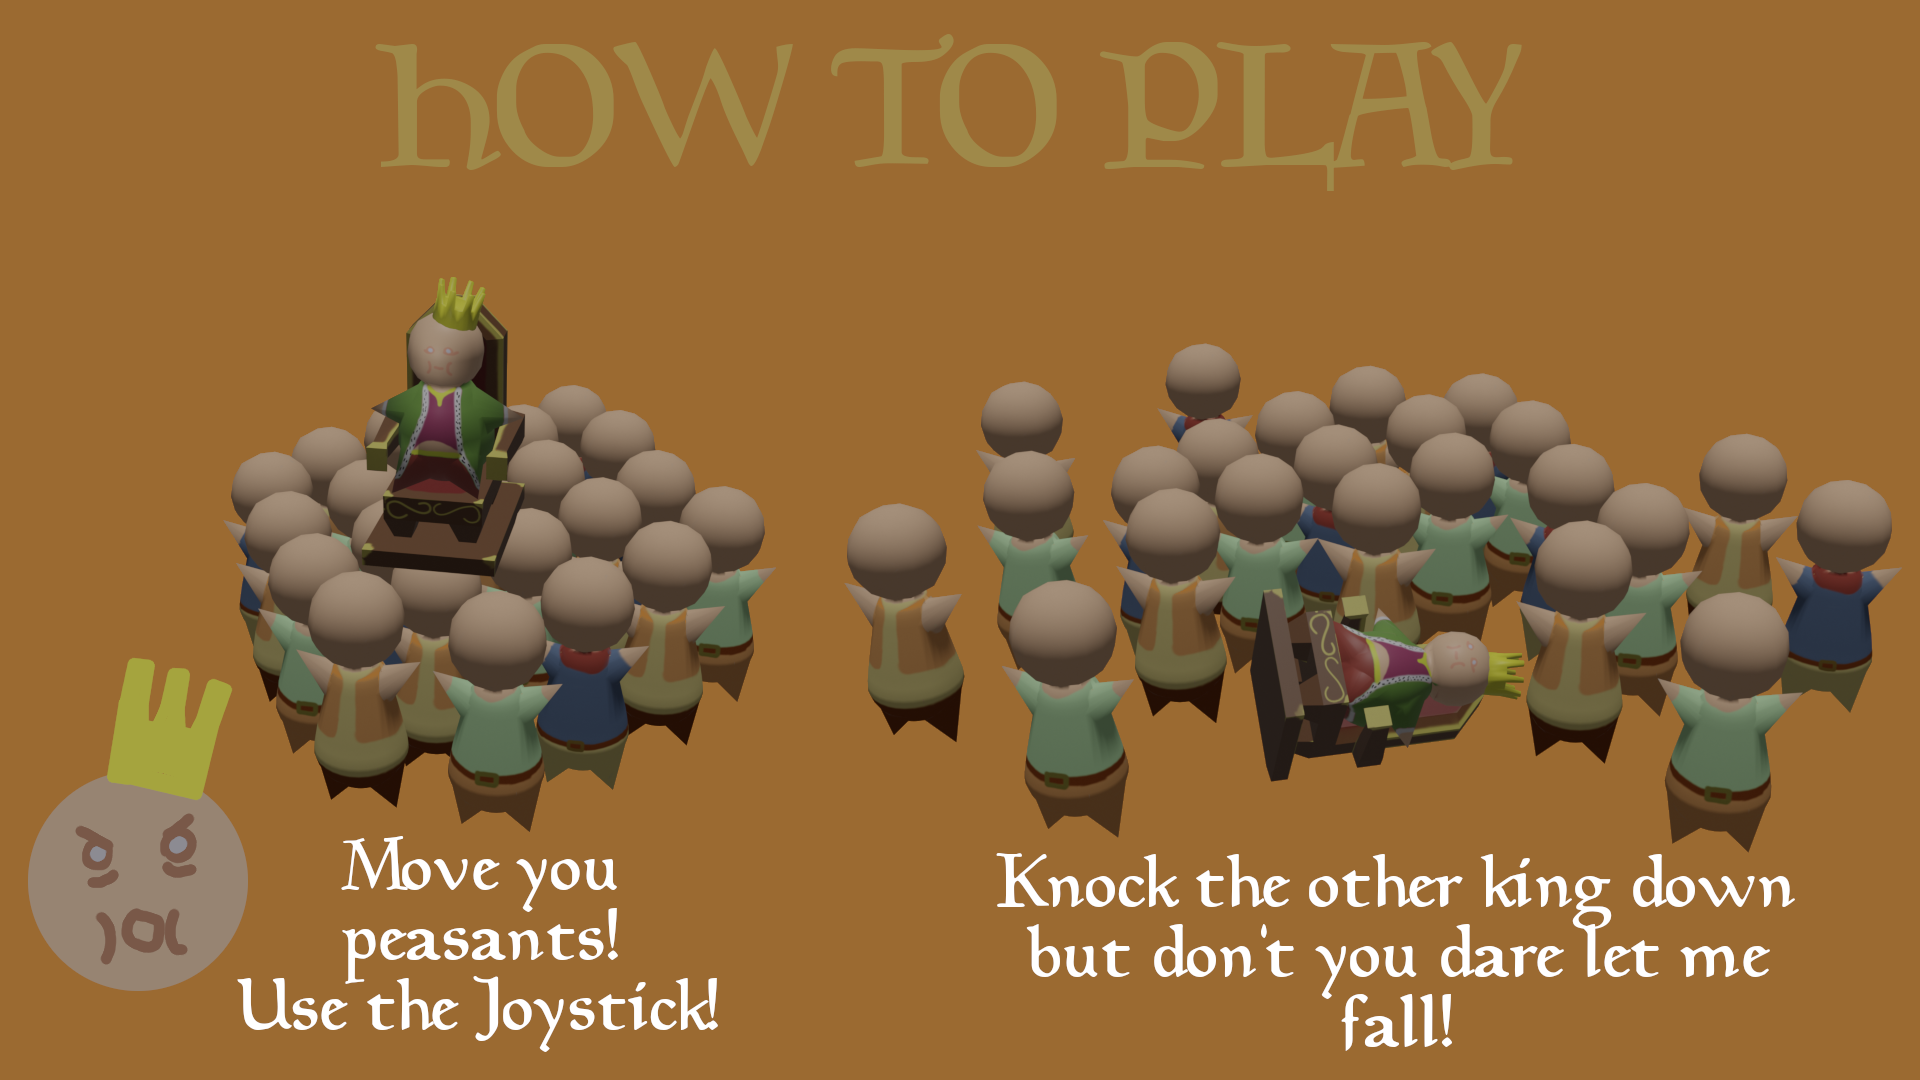 hOW TO PLAY
Move you
peasants!
Use the Joystick!
Knock the other king down
but don't you dare let me
fall!